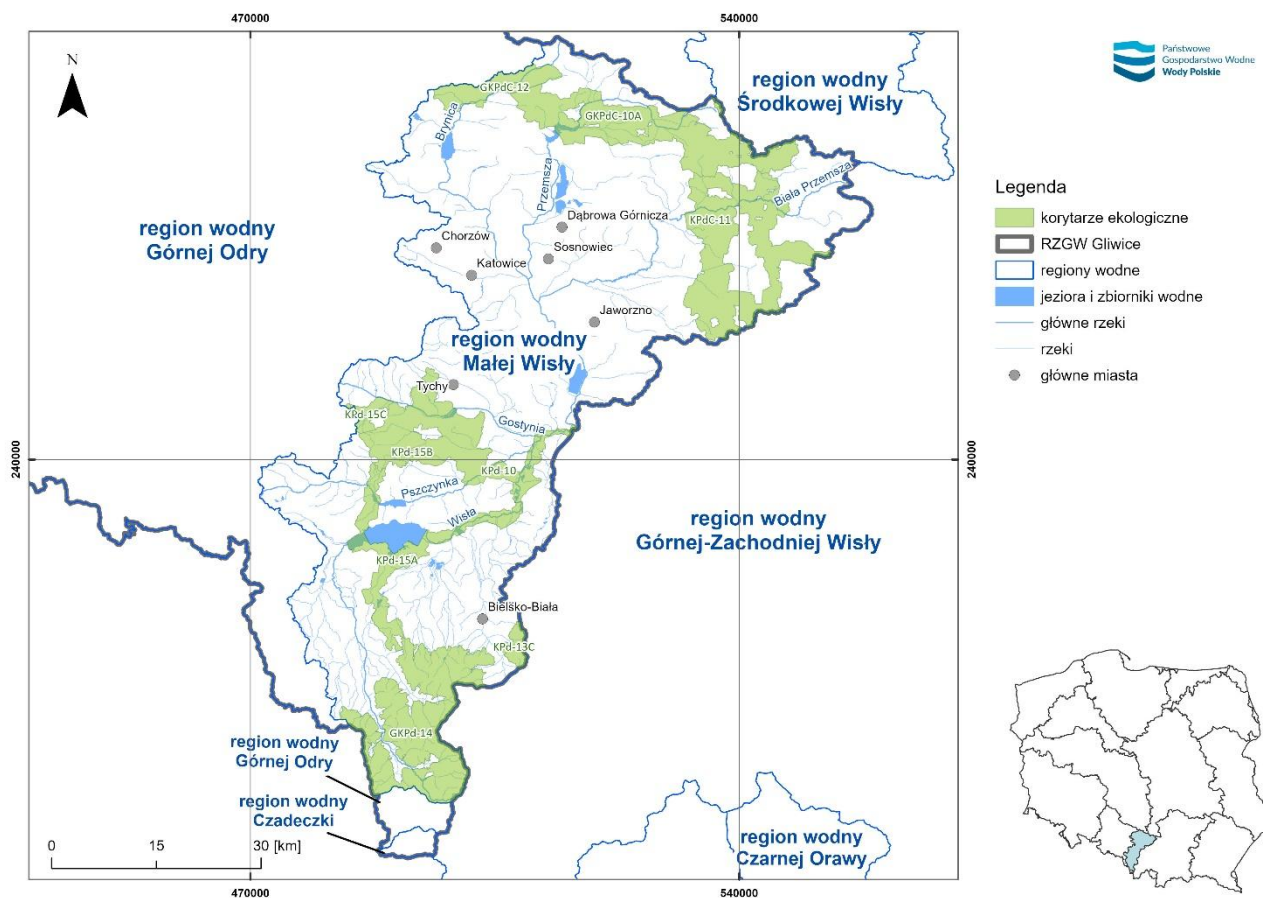 470000
540000
N
GKPdC-12
region wodny
Środkowej Wisły
Państwowe
Gospodarstwo Wodne
Wody Polskie
GKPdC-10A
Brynica
Przemsza
Biała Przemsza
KPdC-11
Legenda
korytarze ekologiczne
RZGW Gliwice
regiony wodne
jeziora i zbiorniki wodne
główne rzeki
rzeki
główne miasta
region wodny
Górnej Odry
Dąbrowa Górnicza
Chorzów
Sosnowiec
Katowice
Jaworzno
region wodny
Małej Wisły
Tychy
KPd-15C
Gostynia
KPd-15B
240000
240000
KPd-10
Pszczynka
Wisła
region wodny
Górnej-Zachodniej Wisły
KPd-15A
Bielsko-Biała
KPd-13C
GKPd-14
region wodny
Górnej Odry
region wodny
Czadeczki
region wodny
Czarnej Orawy
0
15
30 [km]
470000
540000